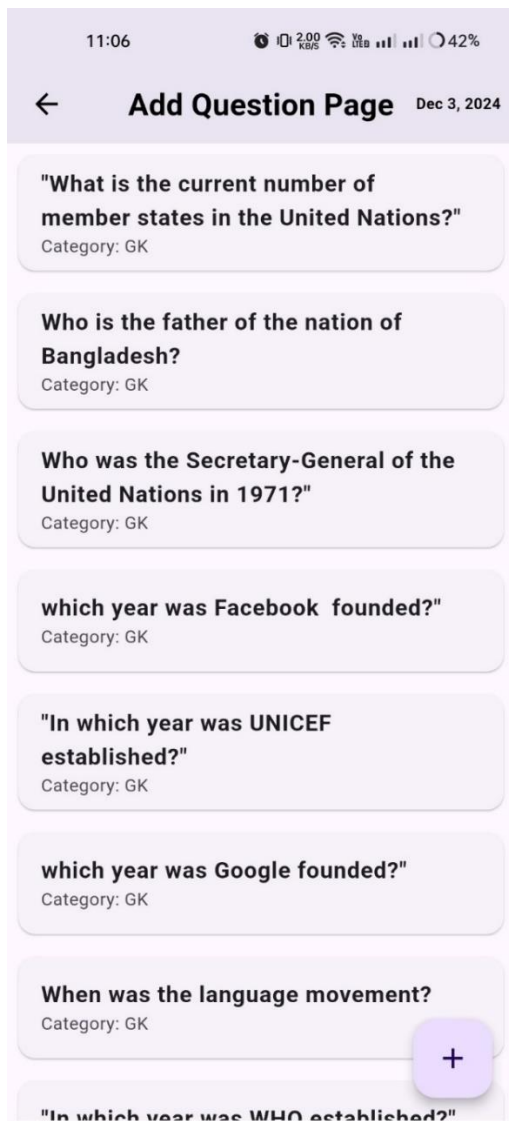 11:06 2.00 KB/S Vo LTE 42%
Add Question Page Dec 3, 2024
"What is the current number of
member states in the United Nations?"
Category: GK
Who is the father of the nation of
Bangladesh?
Category: GK
Who was the Secretary-General of the
United Nations in 1971?"
Category: GK
which year was Facebook  founded?"
Category: GK
"In which year was UNICEF
established?"
Category: GK
which year was Google founded?"
Category: GK
When was the language movement?
Category: GK
+
"In which year was WHO established?"